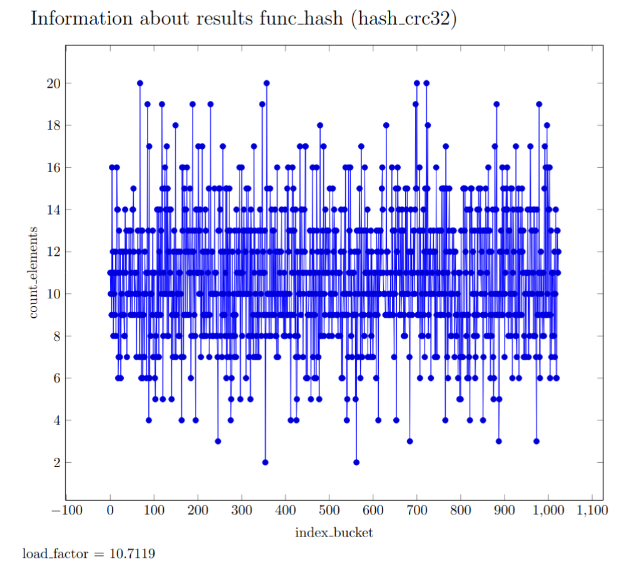 Information about results func_hash (hash_crc32)
20
18
16
14
12
10
8
6
4
2
count_elements
−100 0 100 200 300 400 500 600 700 800 900 1,000 1,100
index_bucket
load_factor = 10.7119